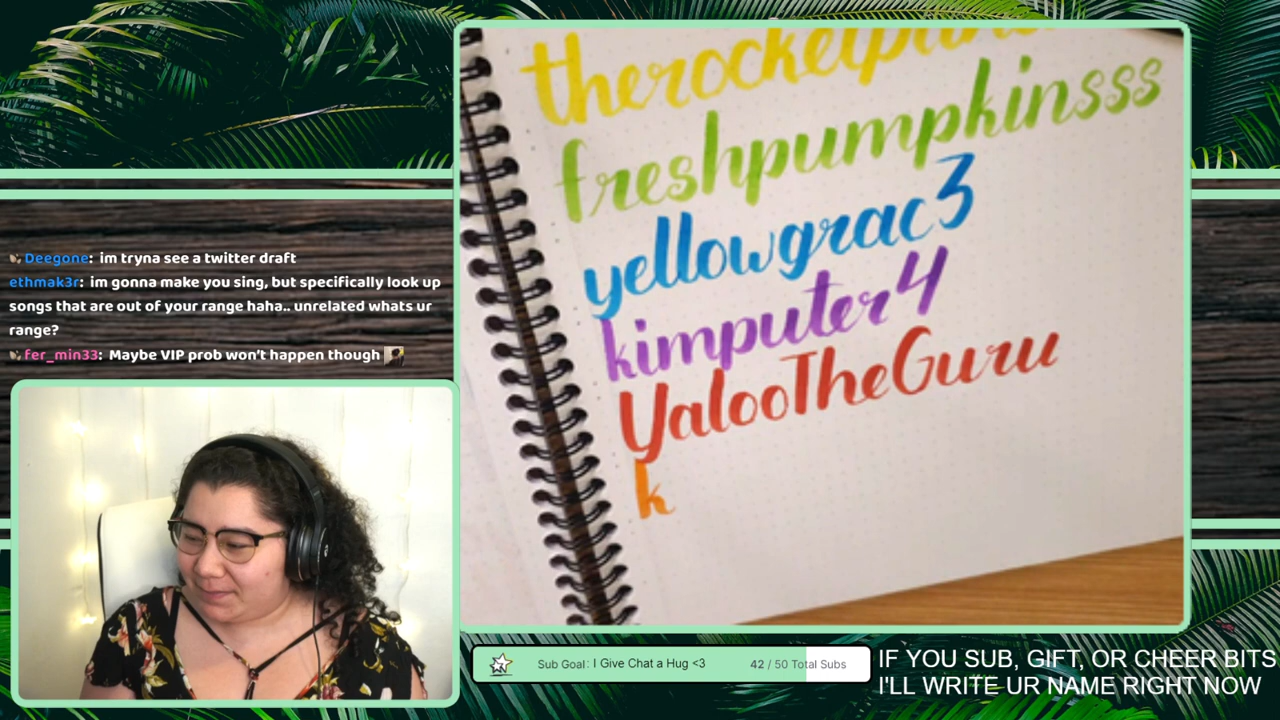 freshpumpkinsss
yellowgrac3
kimputer4
YalooTheGuru
k
Deegone: im tryna see a twitter draft
ethmak3r: im gonna make you sing, but specifically look up
songs that are out of your range haha.. unrelated whats ur
range?
fer_min33: Maybe VIP prob won't happen though
Sub Goal: I Give Chat a Hug <3 42 / 50 Total Subs
IF YOU SUB, GIFT, OR CHEER BITS
I'LL WRITE UR NAME RIGHT NOW